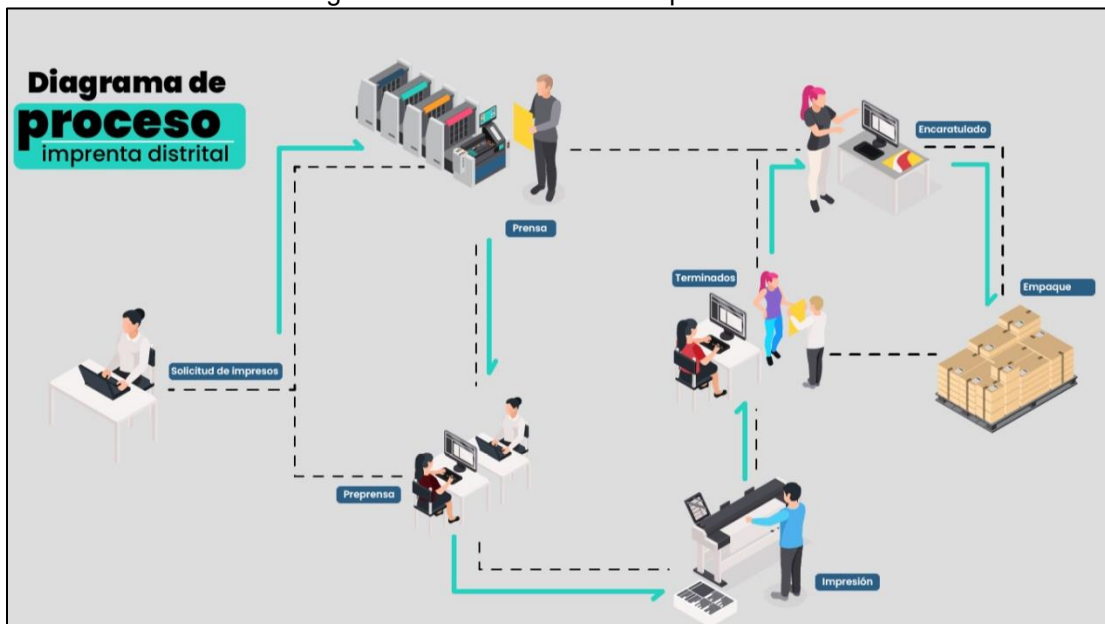 Diagrama de
proceso
imprenta distrital
Encaratulado
Prensa
Terminados
Empaque
Solicitud de impresos
Preprensa
Impresión